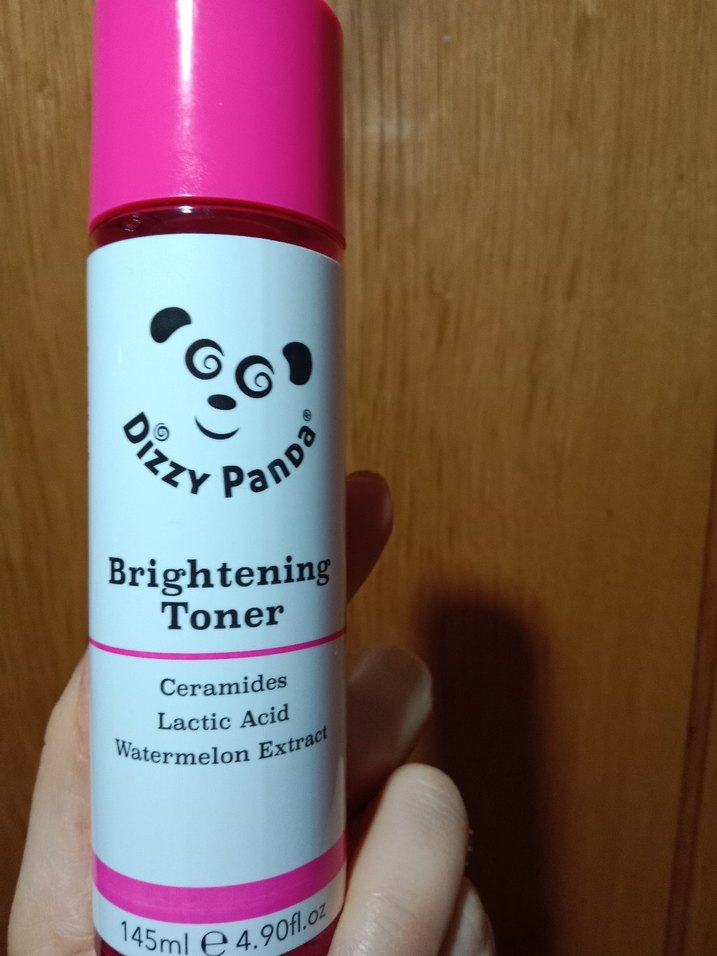 Dizzy Panda®
Brightening
Toner
Ceramides
Lactic Acid
Watermelon Extract
145ml ℮ 4.90fl.oz